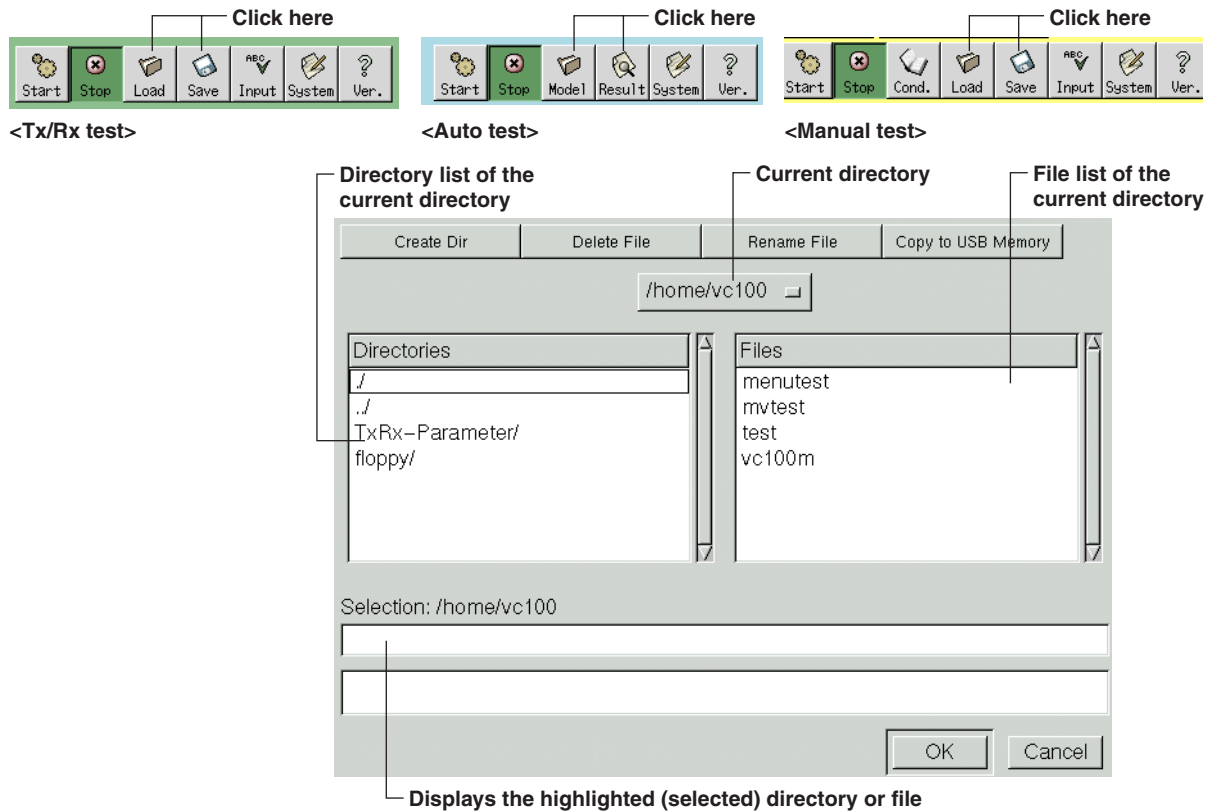 Click here
Click here
Click here
Start Stop Load Save ABC Input System ? Ver.
Start Stop Model Result System ? Ver.
Start Stop Cond. Load Save ABC Input System ? Ver.
<Tx/Rx test>
<Auto test>
<Manual test>
Directory list of the
current directory
Current directory
File list of the
current directory
Create Dir
Delete File
Rename File
Copy to USB Memory
/home/vc100
Directories
./
../
TxRx-Parameter/
floppy/
Files
menutest
mvtest
test
vc100m
Selection: /home/vc100
OK
Cancel
Displays the highlighted (selected) directory or file